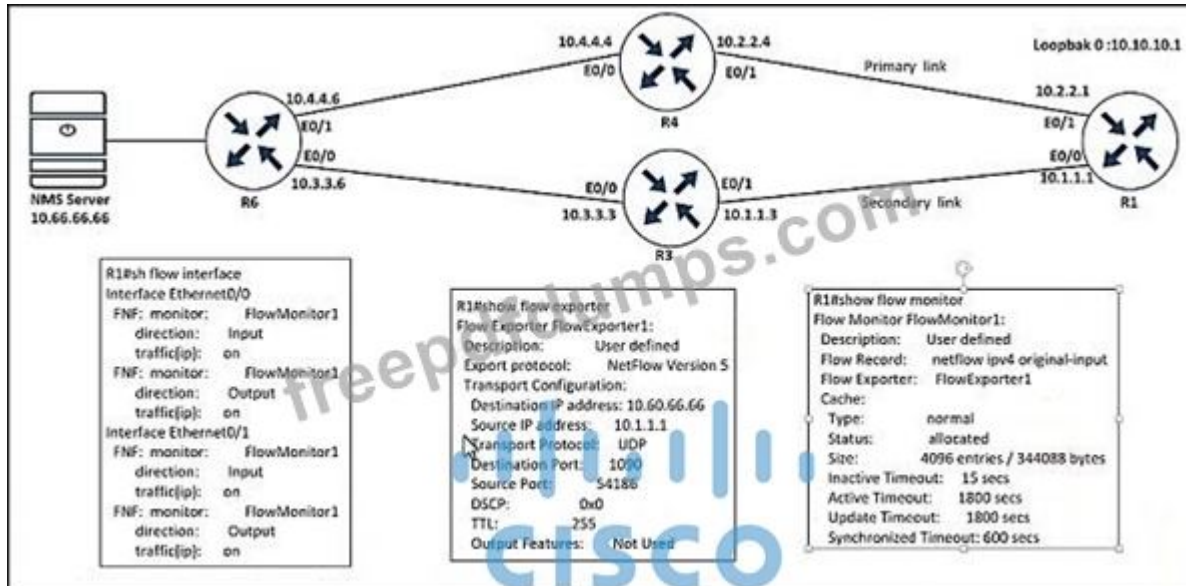 10.4.4.4
10.2.2.4
Loopbak 0 :10.10.10.1
E0/0
E0/1
Primary link
10.4.4.6
10.2.2.1
E0/1
R4
E0/1
E0/0
E0/0
E0/0
E0/1
10.1.1.1
NMS Server
10.66.66.66
R6
10.3.3.6
10.3.3.3
10.1.1.3
Secondary link
R1
R3
freepdfdumps.com
R1#sh flow interface
Interface Ethernet0/0
FNF: monitor: FlowMonitor1
direction: Input
traffic(ip): on
FNF: monitor: FlowMonitor1
direction: Output
traffic(ip): on
Interface Ethernet0/1
FNF: monitor: FlowMonitor1
direction: Input
traffic(ip): on
FNF: monitor: FlowMonitor1
direction: Output
traffic(ip): on
R1#show flow exporter
Flow Exporter FlowExporter1:
Description: User defined
Export protocol: NetFlow Version 5
Transport Configuration:
Destination IP address: 10.60.66.66
Source IP address: 10.1.1.1
Transport Protocol: UDP
Destination Port: 1090
Source Port: 54186
DSCP: 0x0
TTL: 255
Output Features: Not Used
R1#show flow monitor
Flow Monitor FlowMonitor1:
Description: User defined
Flow Record: netflow ipv4 original-input
Flow Exporter: FlowExporter1
Cache:
Type: normal
Status: allocated
Size: 4096 entries / 344088 bytes
Inactive Timeout: 15 secs
Active Timeout: 1800 secs
Update Timeout: 1800 secs
Synchronized Timeout: 600 secs
CISCO